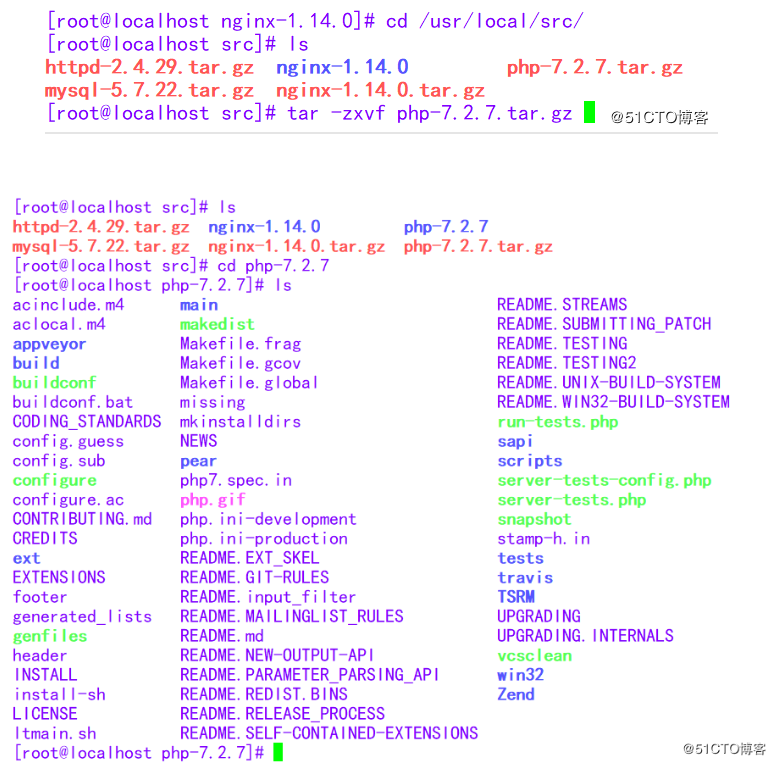 [root@localhost nginx-1.14.0]# cd /usr/local/src/
[root@localhost src]# ls
httpd-2.4.29.tar.gz  nginx-1.14.0         php-7.2.7.tar.gz
mysql-5.7.22.tar.gz  nginx-1.14.0.tar.gz
[root@localhost src]# tar -zxvf php-7.2.7.tar.gz
@51CTO博客
[root@localhost src]# ls
httpd-2.4.29.tar.gz  nginx-1.14.0         php-7.2.7
mysql-5.7.22.tar.gz  nginx-1.14.0.tar.gz  php-7.2.7.tar.gz
[root@localhost src]# cd php-7.2.7
[root@localhost php-7.2.7]# ls
acinclude.m4      main                           README.STREAMS
aclocal.m4        makedist                       README.SUBMITTING_PATCH
appveyor          Makefile.frag                  README.TESTING
build             Makefile.gcov                  README.TESTING2
buildconf         Makefile.global                README.UNIX-BUILD-SYSTEM
buildconf.bat     missing                        README.WIN32-BUILD-SYSTEM
CODING_STANDARDS  mkinstalldirs                  run-tests.php
config.guess      NEWS                           sapi
config.sub        pear                           scripts
configure         php7.spec.in                   server-tests-config.php
configure.ac      php.gif                        server-tests.php
CONTRIBUTING.md   php.ini-development            snapshot
CREDITS           php.ini-production             stamp-h.in
ext               README.EXT_SKEL                tests
EXTENSIONS        README.GIT-RULES               travis
footer            README.input_filter            TSRM
generated_lists   README.MAILINGLIST_RULES       UPGRADING
genfiles          README.md                      UPGRADING.INTERNALS
header            README.NEW-OUTPUT-API          vcsclean
INSTALL           README.PARAMETER_PARSING_API   win32
install-sh        README.REDIST.BINS             Zend
LICENSE           README.RELEASE_PROCESS
ltmain.sh         README.SELF-CONTAINED-EXTENSIONS
[root@localhost php-7.2.7]#
@51CTO博客